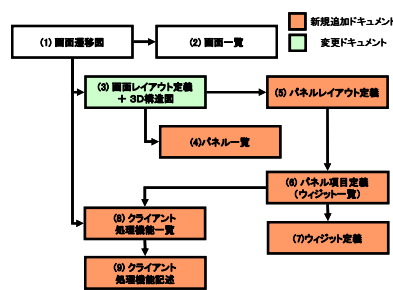 新規追加ドキュメント
変更ドキュメント
(1) 画面遷移図
(2) 画面一覧
(3) 画面レイアウト定義
＋ 3D構造図
(5) パネルレイアウト定義
(4)パネル一覧
(6) パネル項目定義
(ウィジット一覧)
(8) クライアント
処理機能一覧
(7)ウィジット定義
(9) クライアント
処理機能記述